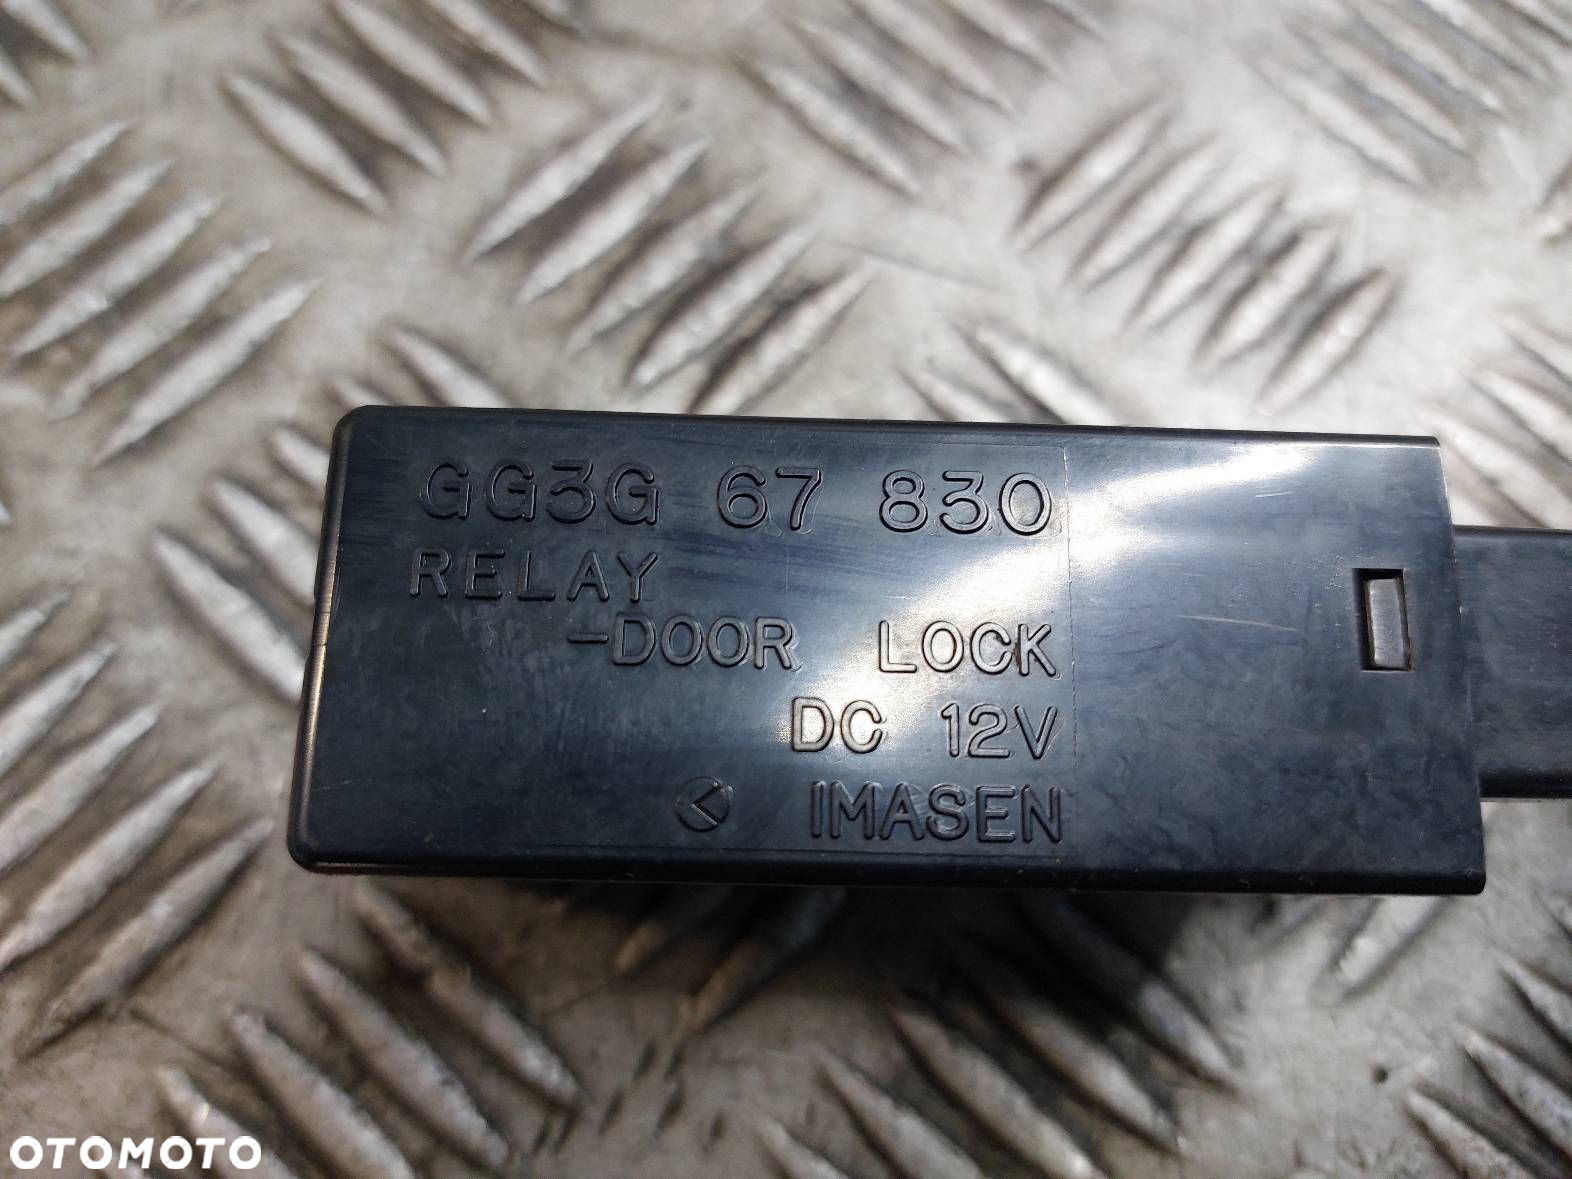 GG3G 67 830
RELAY
-DOOR LOCK
DC 12V
IMASEN
OTOMOTO